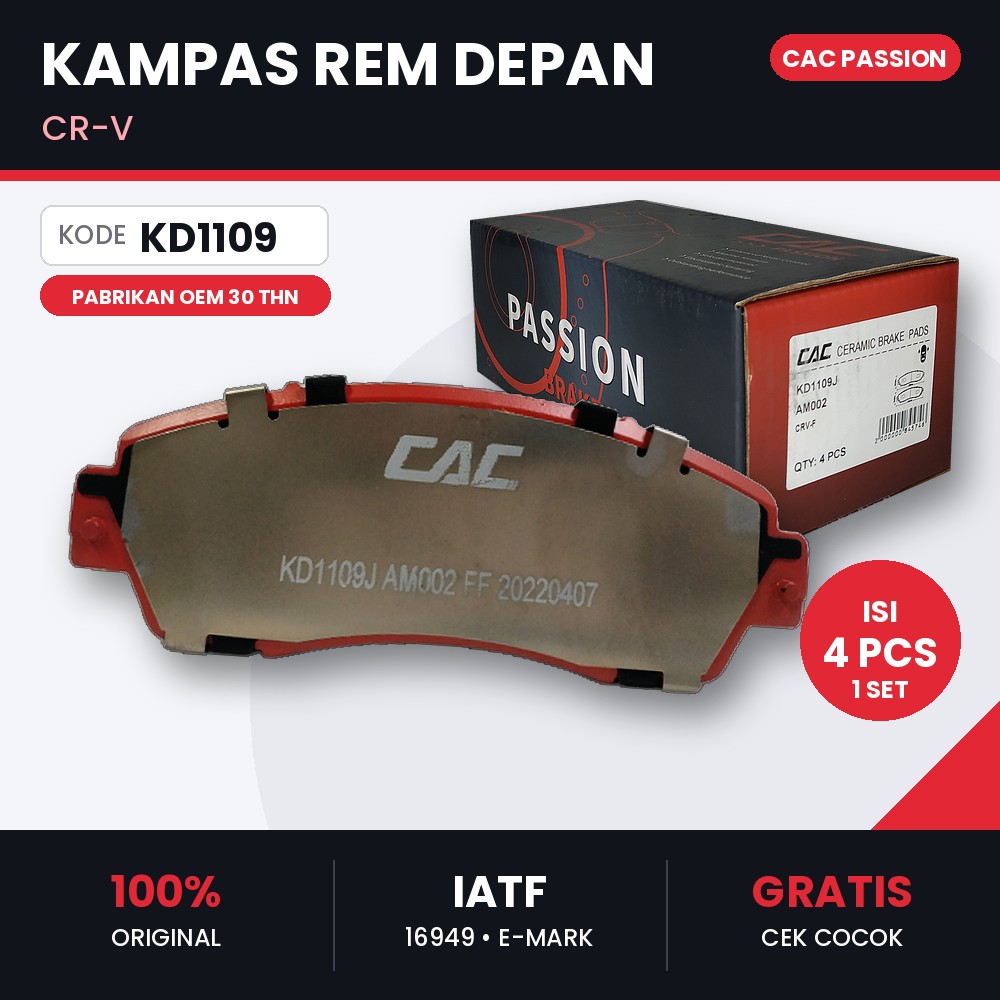 KAMPAS REM DEPAN
CAC PASSION
CR-V
KODE KD1109
PABRIKAN OEM 30 THN
CAC
PASSION
BRAKE
CAC CERAMIC BRAKE PADS
KD1109J
AM002
CRV-F
QTY: 4 PCS
CAC
KD1109J AM002 FF 20220407
ISI
4 PCS
1 SET
100%
ORIGINAL
IATF
16949 • E-MARK
GRATIS
CEK COCOK